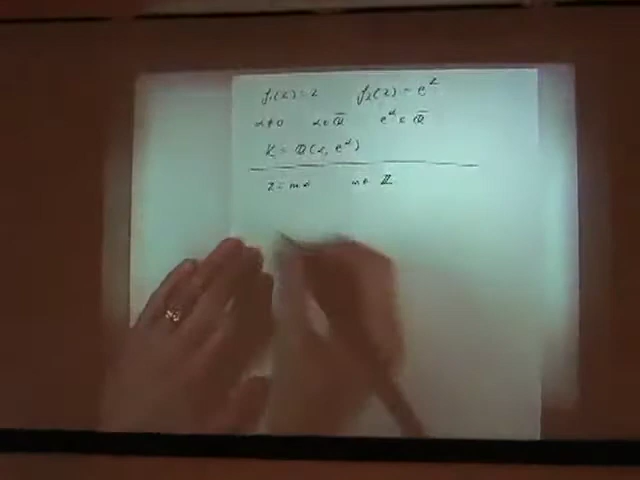 f₁(z) = z f₂(z) = e^z
α ≠ 0 α ∈ ℚ̄ e^α ∈ ℚ̄
K = ℚ(α, e^α)
z = mα m ∈ ℤ